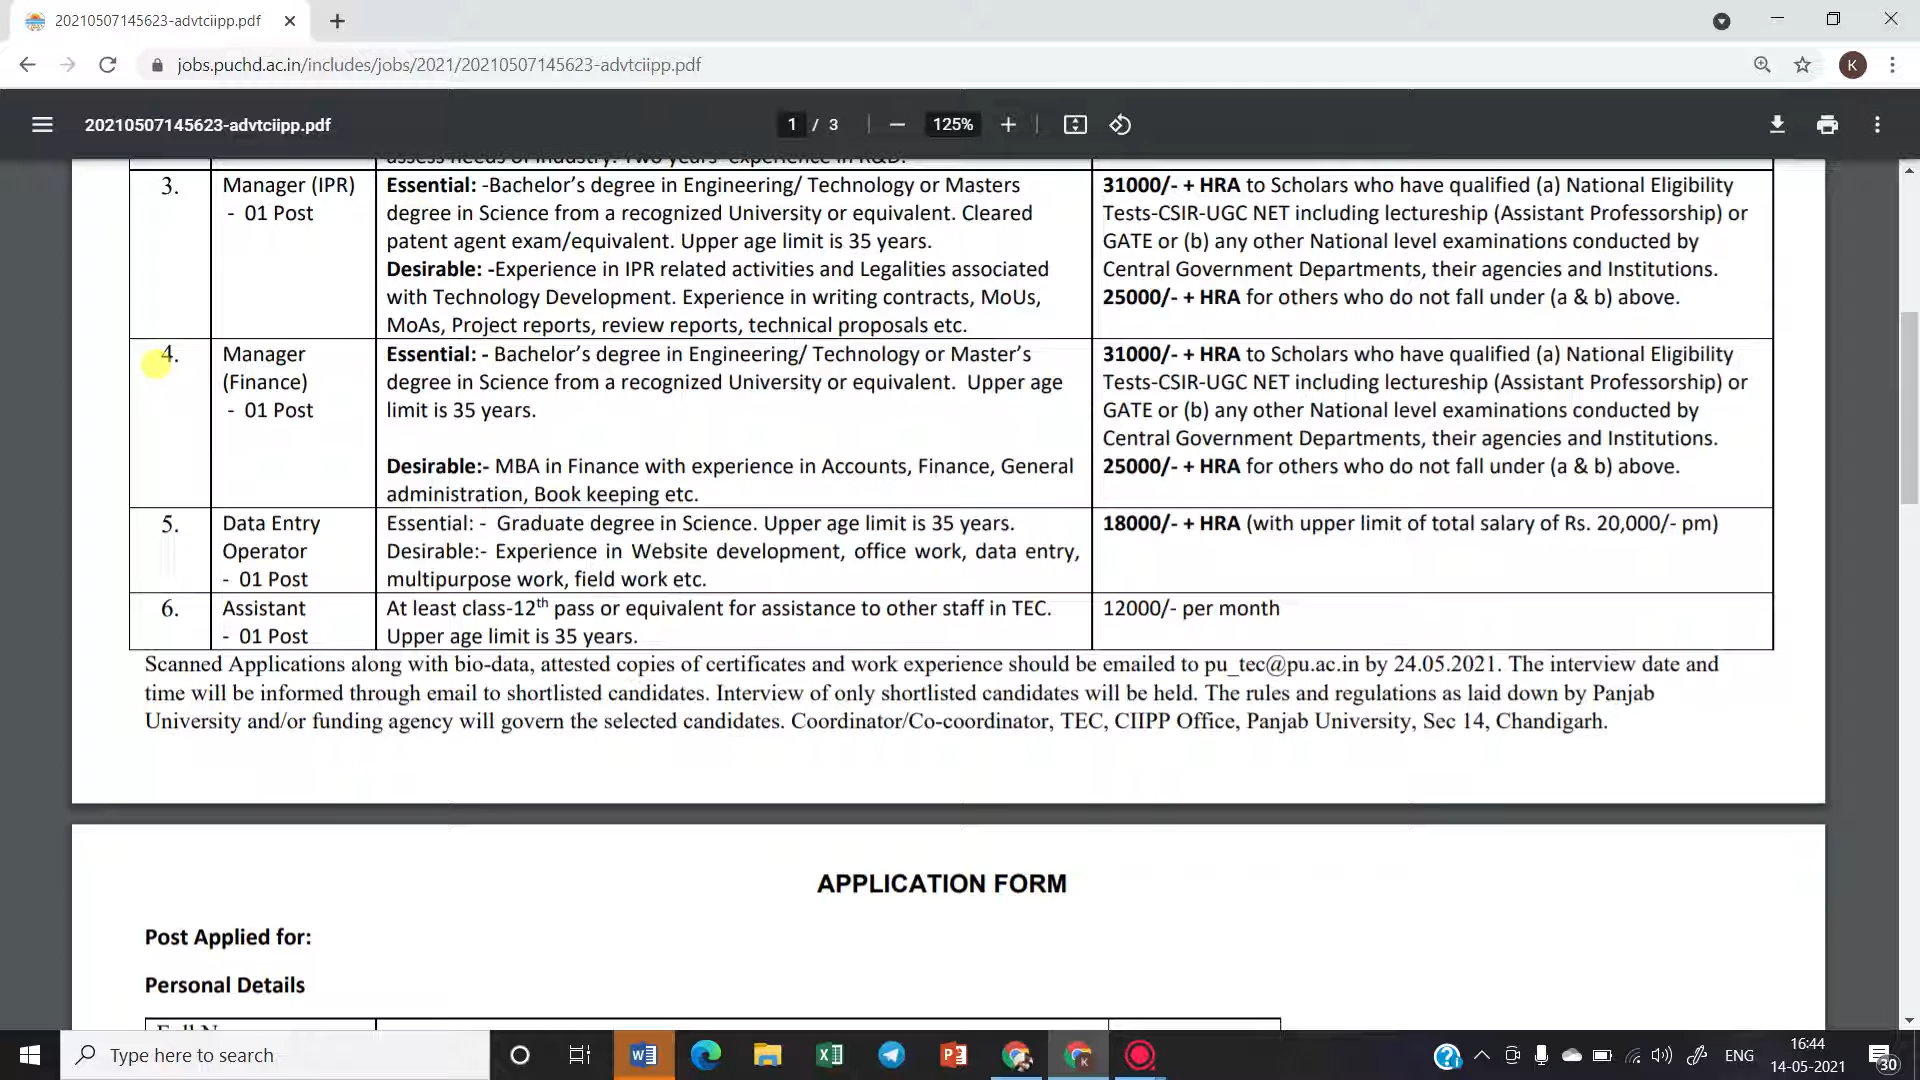 20210507145623-advtciipp.pdf
jobs.puchd.ac.in/includes/jobs/2021/20210507145623-advtciipp.pdf
K
20210507145623-advtciipp.pdf
1 / 3
125%
assess needs of industry. Two years' experience in R&D.
3.
Manager (IPR)
- 01 Post
Essential: -Bachelor’s degree in Engineering/ Technology or Masters
degree in Science from a recognized University or equivalent. Cleared
patent agent exam/equivalent. Upper age limit is 35 years.
Desirable: -Experience in IPR related activities and Legalities associated
with Technology Development. Experience in writing contracts, MoUs,
MoAs, Project reports, review reports, technical proposals etc.
31000/- + HRA to Scholars who have qualified (a) National Eligibility
Tests-CSIR-UGC NET including lectureship (Assistant Professorship) or
GATE or (b) any other National level examinations conducted by
Central Government Departments, their agencies and Institutions.
25000/- + HRA for others who do not fall under (a & b) above.
4.
Manager
(Finance)
- 01 Post
Essential: - Bachelor’s degree in Engineering/ Technology or Master’s
degree in Science from a recognized University or equivalent.  Upper age
limit is 35 years.
Desirable:- MBA in Finance with experience in Accounts, Finance, General
administration, Book keeping etc.
31000/- + HRA to Scholars who have qualified (a) National Eligibility
Tests-CSIR-UGC NET including lectureship (Assistant Professorship) or
GATE or (b) any other National level examinations conducted by
Central Government Departments, their agencies and Institutions.
25000/- + HRA for others who do not fall under (a & b) above.
5.
Data Entry
Operator
- 01 Post
Essential: -  Graduate degree in Science. Upper age limit is 35 years.
Desirable:- Experience in Website development, office work, data entry,
multipurpose work, field work etc.
18000/- + HRA (with upper limit of total salary of Rs. 20,000/- pm)
6.
Assistant
- 01 Post
At least class-12th pass or equivalent for assistance to other staff in TEC.
Upper age limit is 35 years.
12000/- per month
Scanned Applications along with bio-data, attested copies of certificates and work experience should be emailed to pu_tec@pu.ac.in by 24.05.2021. The interview date and
time will be informed through email to shortlisted candidates. Interview of only shortlisted candidates will be held. The rules and regulations as laid down by Panjab
University and/or funding agency will govern the selected candidates. Coordinator/Co-coordinator, TEC, CIIPP Office, Panjab University, Sec 14, Chandigarh.
APPLICATION FORM
Post Applied for:
Personal Details
Type here to search
ENG
16:44
14-05-2021
30